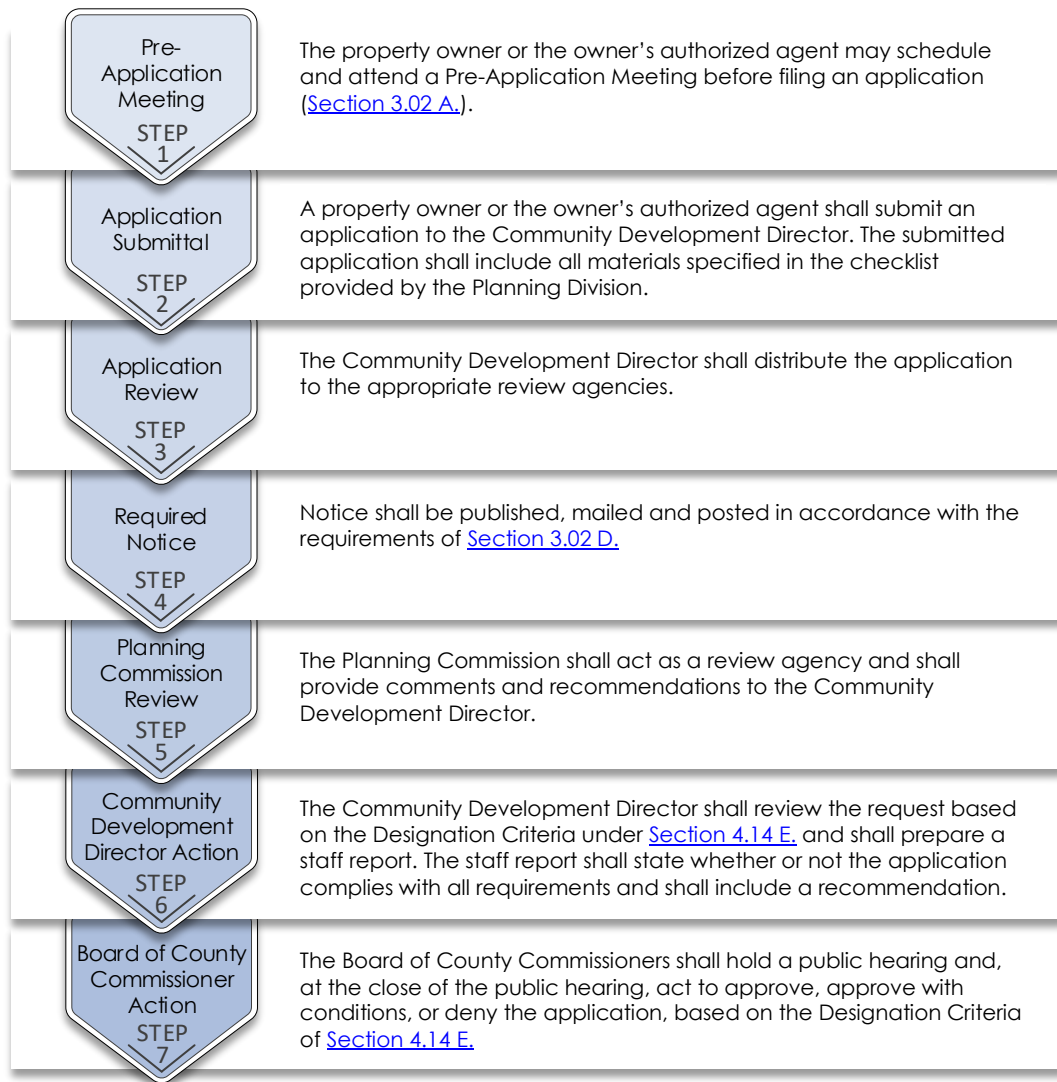 Pre-
Application
Meeting
STEP
1
The property owner or the owner’s authorized agent may schedule
and attend a Pre-Application Meeting before filing an application
(Section 3.02 A.).
Application
Submittal
STEP
2
A property owner or the owner’s authorized agent shall submit an
application to the Community Development Director. The submitted
application shall include all materials specified in the checklist
provided by the Planning Division.
Application
Review
STEP
3
The Community Development Director shall distribute the application
to the appropriate review agencies.
Required
Notice
STEP
4
Notice shall be published, mailed and posted in accordance with the
requirements of Section 3.02 D.
Planning
Commission
Review
STEP
5
The Planning Commission shall act as a review agency and shall
provide comments and recommendations to the Community
Development Director.
Community
Development
Director Action
STEP
6
The Community Development Director shall review the request based
on the Designation Criteria under Section 4.14 E. and shall prepare a
staff report. The staff report shall state whether or not the application
complies with all requirements and shall include a recommendation.
Board of County
Commissioner
Action
STEP
7
The Board of County Commissioners shall hold a public hearing and,
at the close of the public hearing, act to approve, approve with
conditions, or deny the application, based on the Designation Criteria
of Section 4.14 E.